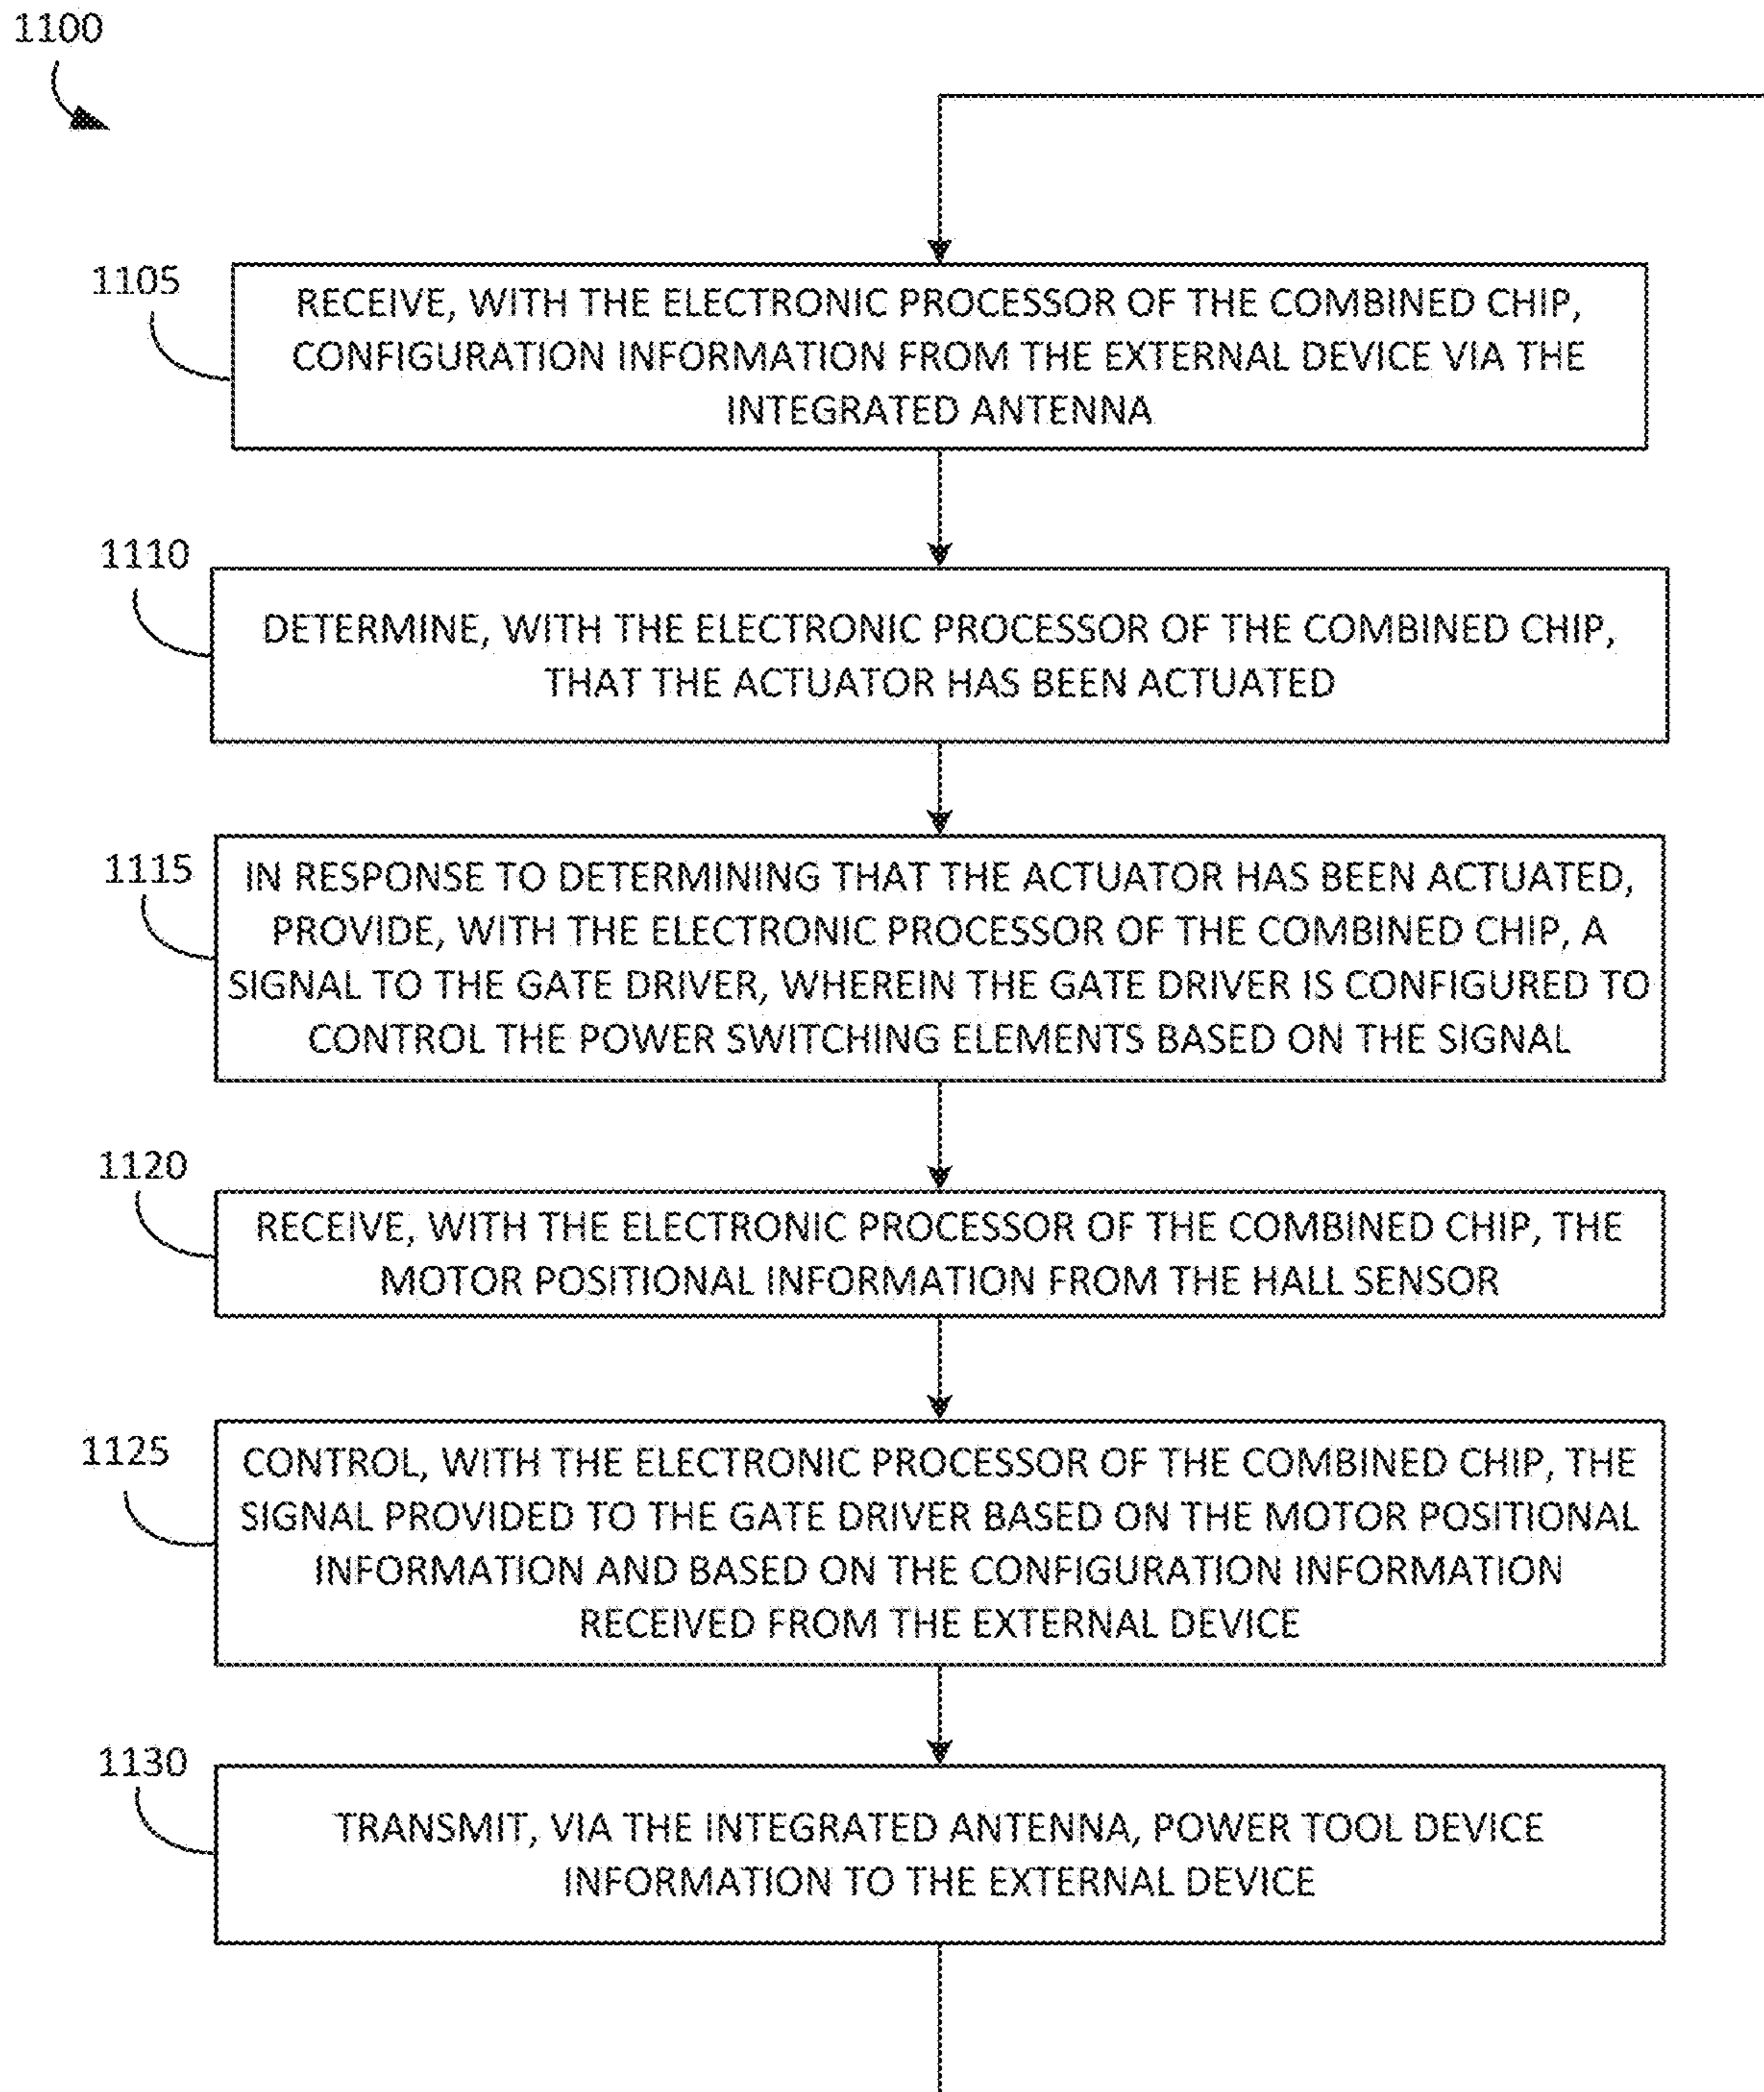 1100
1105
RECEIVE, WITH THE ELECTRONIC PROCESSOR OF THE COMBINED CHIP,
CONFIGURATION INFORMATION FROM THE EXTERNAL DEVICE VIA THE
INTEGRATED ANTENNA
1110
DETERMINE, WITH THE ELECTRONIC PROCESSOR OF THE COMBINED CHIP,
THAT THE ACTUATOR HAS BEEN ACTUATED
1115
IN RESPONSE TO DETERMINING THAT THE ACTUATOR HAS BEEN ACTUATED,
PROVIDE, WITH THE ELECTRONIC PROCESSOR OF THE COMBINED CHIP, A
SIGNAL TO THE GATE DRIVER, WHEREIN THE GATE DRIVER IS CONFIGURED TO
CONTROL THE POWER SWITCHING ELEMENTS BASED ON THE SIGNAL
1120
RECEIVE, WITH THE ELECTRONIC PROCESSOR OF THE COMBINED CHIP, THE
MOTOR POSITIONAL INFORMATION FROM THE HALL SENSOR
1125
CONTROL, WITH THE ELECTRONIC PROCESSOR OF THE COMBINED CHIP, THE
SIGNAL PROVIDED TO THE GATE DRIVER BASED ON THE MOTOR POSITIONAL
INFORMATION AND BASED ON THE CONFIGURATION INFORMATION
RECEIVED FROM THE EXTERNAL DEVICE
1130
TRANSMIT, VIA THE INTEGRATED ANTENNA, POWER TOOL DEVICE
INFORMATION TO THE EXTERNAL DEVICE